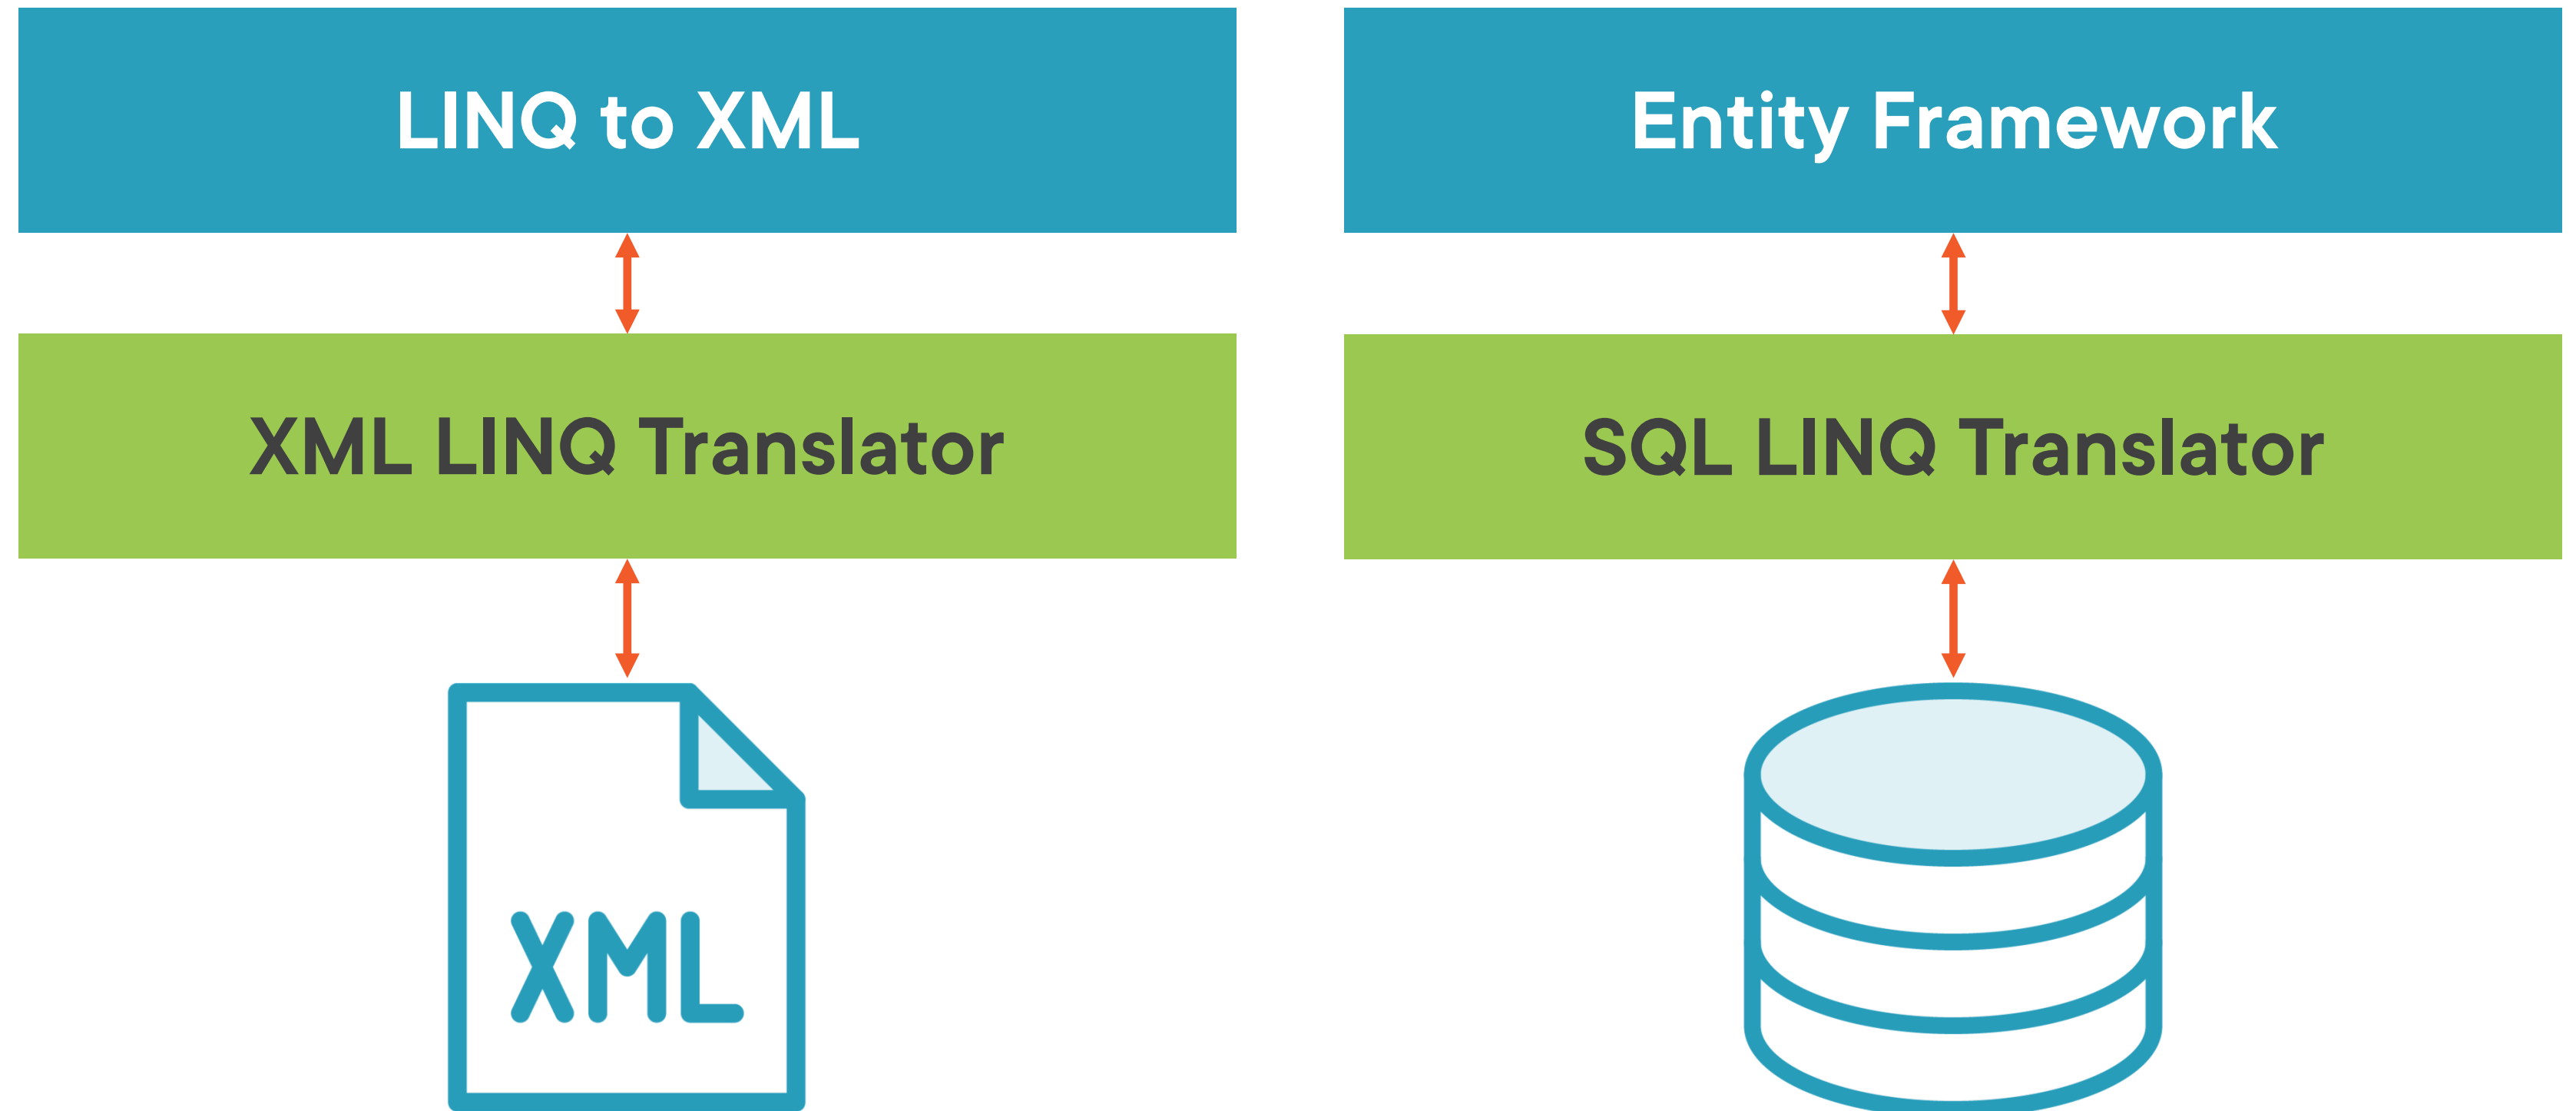 LINQ to XML
Entity Framework
XML LINQ Translator
SQL LINQ Translator
XML